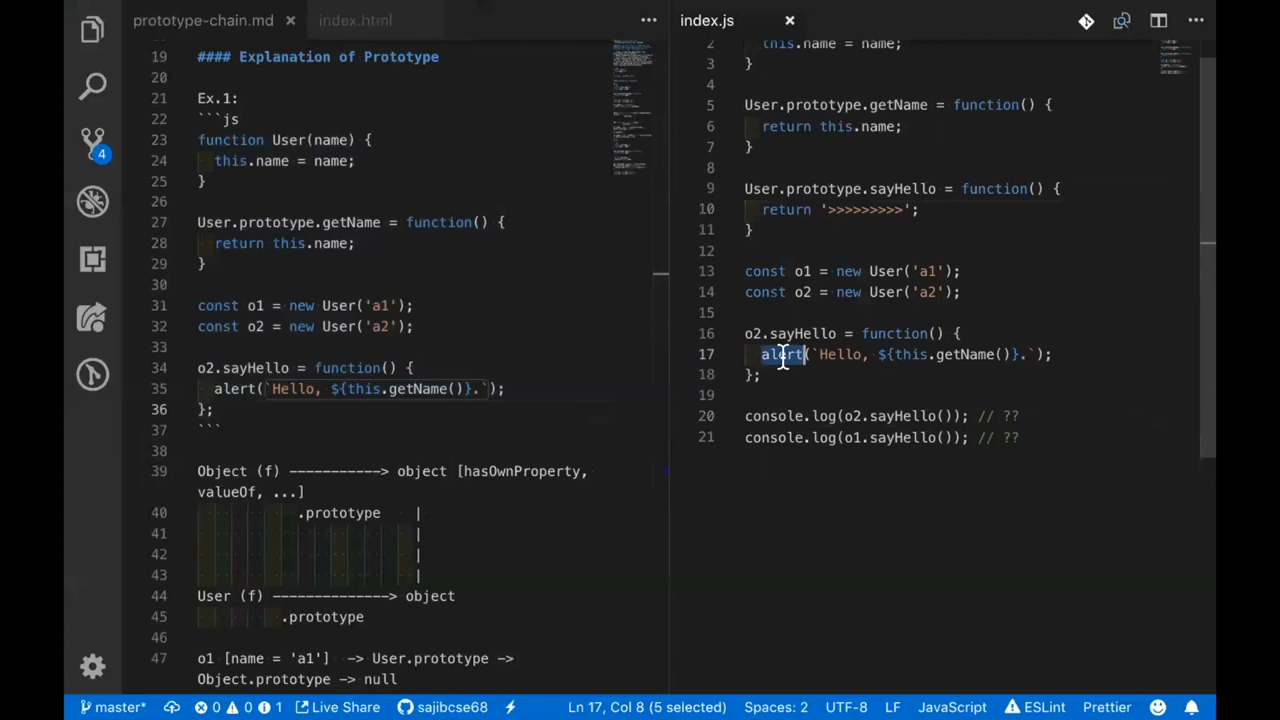 prototype-chain.md
index.html
19 #### Explanation of Prototype
20
21 Ex.1:
22 ```js
23 function User(name) {
24 this.name = name;
25 }
26
27 User.prototype.getName = function() {
28 return this.name;
29 }
30
31 const o1 = new User('a1');
32 const o2 = new User('a2');
33
34 o2.sayHello = function() {
35 alert(`Hello, ${this.getName()}.`);
36 };
37 ```
38
39 Object (f) -----------> object [hasOwnProperty,
valueOf, ...]
40 .prototype |
41 |
42 |
43 |
44 User (f) --------------> object
45 .prototype
46
47 o1 [name = 'a1'] -> User.prototype ->
Object.prototype -> null
index.js
2 this.name = name;
3 }
4
5 User.prototype.getName = function() {
6 return this.name;
7 }
8
9 User.prototype.sayHello = function() {
10 return '>>>>>>>>>';
11 }
12
13 const o1 = new User('a1');
14 const o2 = new User('a2');
15
16 o2.sayHello = function() {
17 alert(`Hello, ${this.getName()}.`);
18 };
19
20 console.log(o2.sayHello()); // ??
21 console.log(o1.sayHello()); // ??
4
master* 0 0 1 Live Share sajibcse68 Ln 17, Col 8 (5 selected) Spaces: 2 UTF-8 LF JavaScript ESLint Prettier